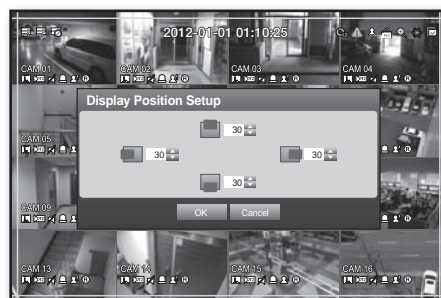 2012-01-01 01:10:25
CAM 01
CAM 02
CAM 03
CAM 04
Display Position Setup
CAM 05
30
30
30
30
CAM 09
OK
Cancel
CAM 13
CAM 14
CAM 15
CAM 16